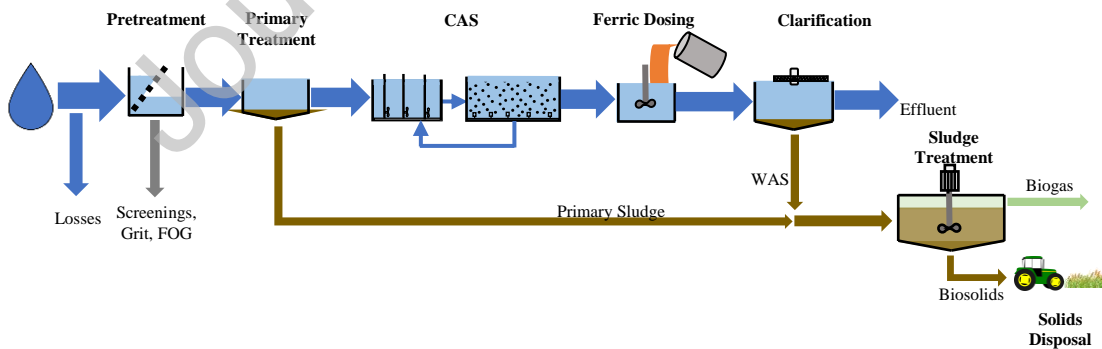 Pretreatment
Primary
Treatment
CAS
Ferric Dosing
Clarification
Effluent
Losses
Screenings,
Grit, FOG
WAS
Primary Sludge
Sludge
Treatment
Biogas
Biosolids
Solids
Disposal
Jou